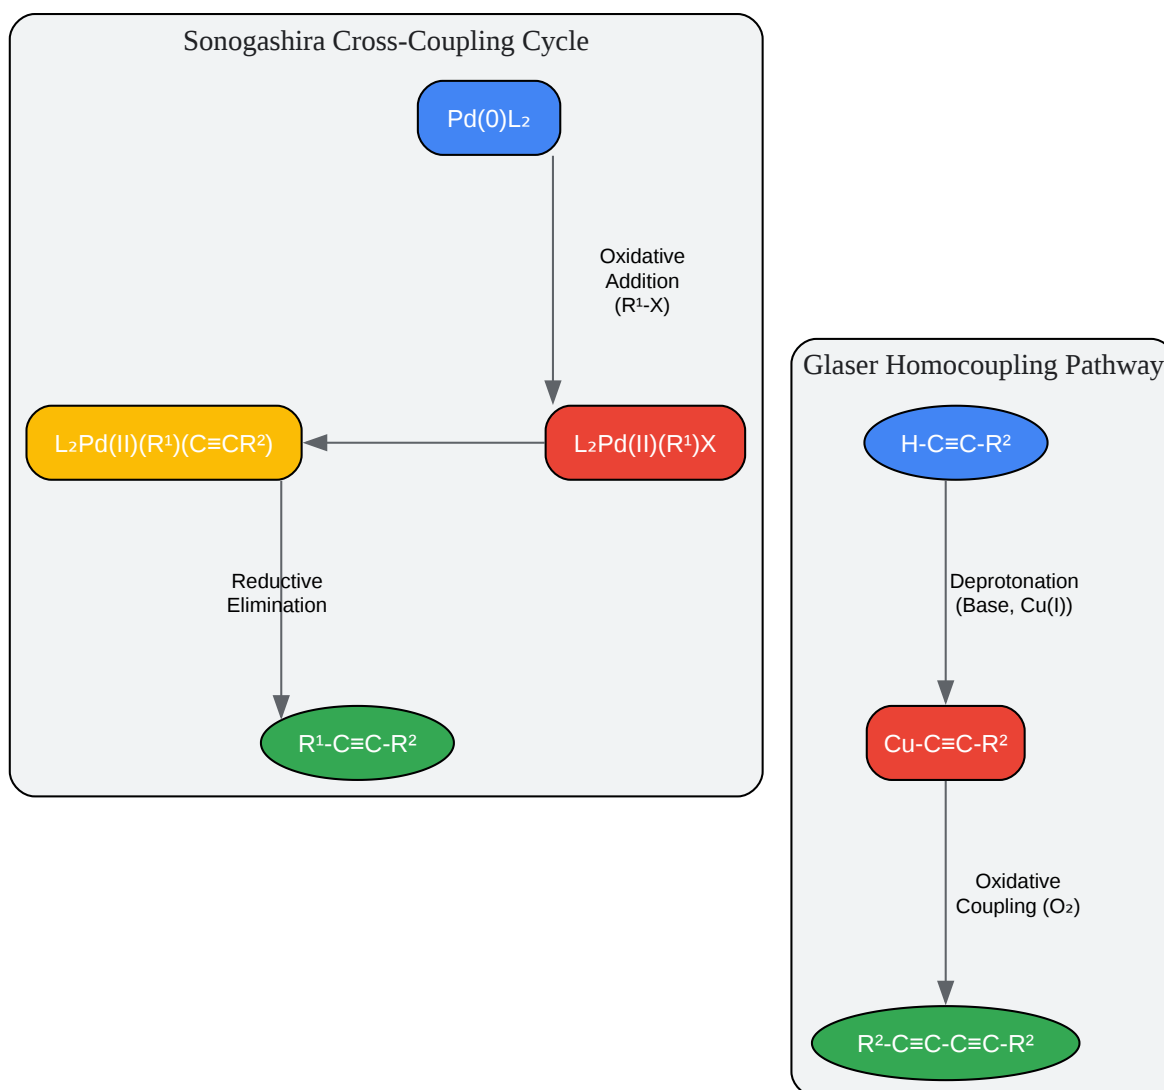 Sonogashira Cross-Coupling Cycle
Pd(0)L₂
Oxidative
Addition
(R¹-X)
L₂Pd(II)(R¹)(C≡CR²)
L₂Pd(II)(R¹)X
Reductive
Elimination
R¹-C≡C-R²
Glaser Homocoupling Pathway
H-C≡C-R²
Deprotonation
(Base, Cu(I))
Cu-C≡C-R²
Oxidative
Coupling (O₂)
R²-C≡C-C≡C-R²